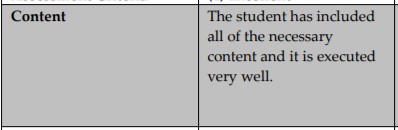 Content
The student has included
all of the necessary
content and it is executed
very well.